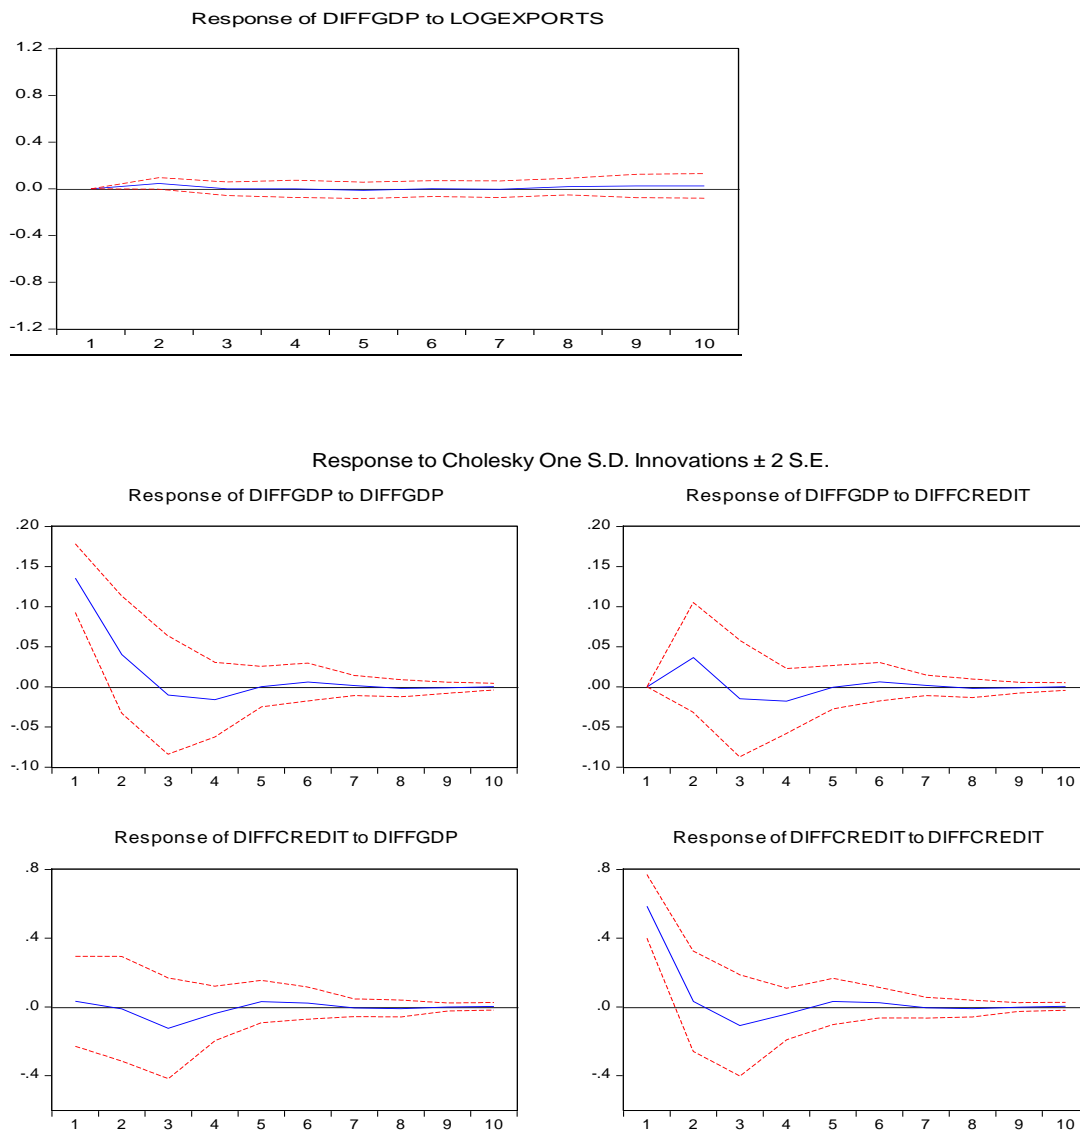 Response of DIFFGDP to LOGEXPORTS
1.2
0.8
0.4
0.0
-0.4
-0.8
-1.2
1 2 3 4 5 6 7 8 9 10
Response to Cholesky One S.D. Innovations ± 2 S.E.
Response of DIFFGDP to DIFFGDP
.20
.15
.10
.05
.00
-.05
-.10
1 2 3 4 5 6 7 8 9 10
Response of DIFFGDP to DIFFCREDIT
.20
.15
.10
.05
.00
-.05
-.10
1 2 3 4 5 6 7 8 9 10
Response of DIFFCREDIT to DIFFGDP
.8
.4
.0
-.4
1 2 3 4 5 6 7 8 9 10
Response of DIFFCREDIT to DIFFCREDIT
.8
.4
.0
-.4
1 2 3 4 5 6 7 8 9 10